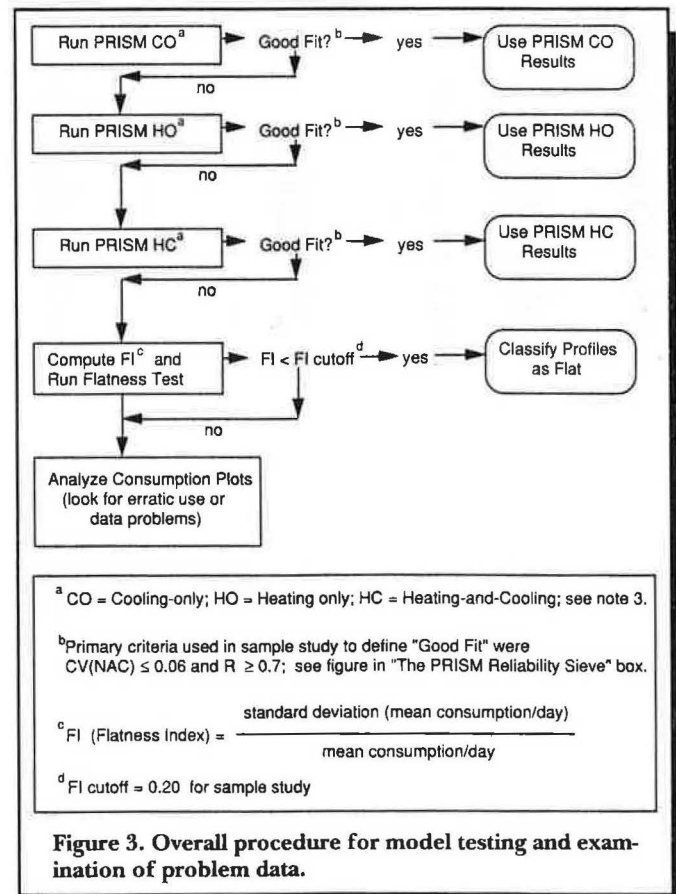 Run PRISM CO a
Good Fit? b
yes
Use PRISM CO
Results
no
Run PRISM HO a
Good Fit? b
yes
Use PRISM HO
Results
no
Run PRISM HC a
Good Fit? b
yes
Use PRISM HC
Results
no
Compute FI c and
Run Flatness Test
FI < FI cutoff d
yes
Classify Profiles
as Flat
no
Analyze Consumption Plots
(look for erratic use or
data problems)
a CO = Cooling-only; HO = Heating only; HC = Heating-and-Cooling; see note 3.
b Primary criteria used in sample study to define "Good Fit" were
CV(NAC) ≤ 0.06 and R ≥ 0.7; see figure in "The PRISM Reliability Sieve" box.
c FI (Flatness Index) = standard deviation (mean consumption/day)
mean consumption/day
d FI cutoff = 0.20 for sample study
Figure 3. Overall procedure for model testing and exam-
ination of problem data.